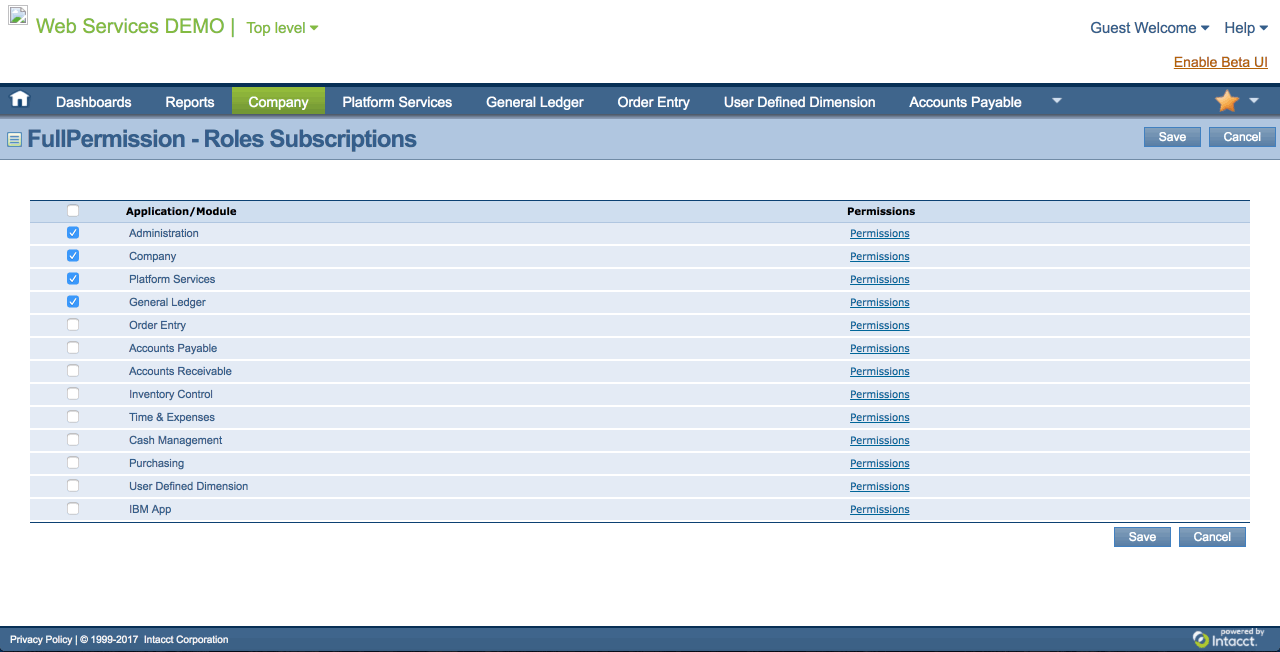 Web Services DEMO | Top level
Guest Welcome Help
Enable Beta UI
Dashboards Reports Company Platform Services General Ledger Order Entry User Defined Dimension Accounts Payable
FullPermission - Roles Subscriptions
Save Cancel
Application/Module Permissions
Administration Permissions
Company Permissions
Platform Services Permissions
General Ledger Permissions
Order Entry Permissions
Accounts Payable Permissions
Accounts Receivable Permissions
Inventory Control Permissions
Time & Expenses Permissions
Cash Management Permissions
Purchasing Permissions
User Defined Dimension Permissions
IBM App Permissions
Save Cancel
Privacy Policy | © 1999-2017 Intacct Corporation
powered by
Intacct.